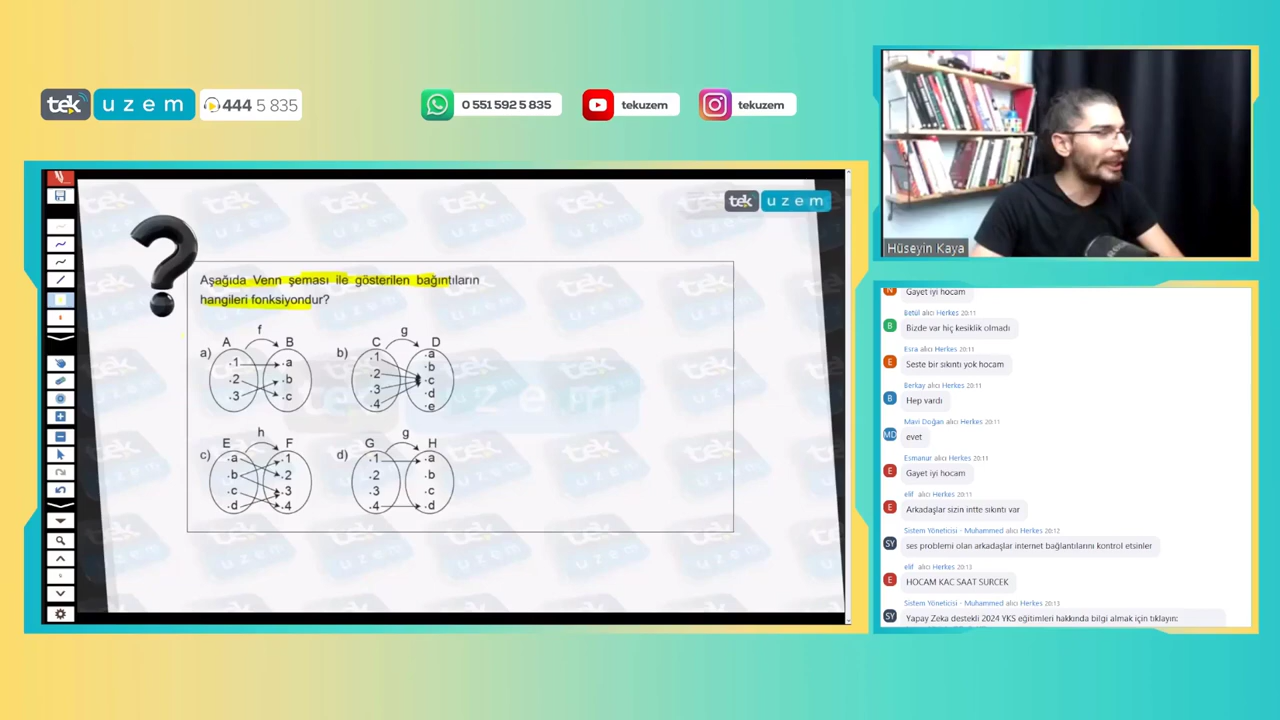 tek uzem 444 5 835
0 551 592 5 835
tekuzem
tekuzem
tek uzem
Aşağıda Venn şeması ile gösterilen bağıntıların
hangileri fonksiyondur?
a) A f B
.1 .a
.2 .b
.3 .c
b) C g D
.1 .a
.2 .b
.3 .c
.4 .d
.e
c) E h F
.a .1
.b .2
.c .3
.d .4
d) G g H
.1 .a
.2 .b
.3 .c
.4 .d
Hüseyin Kaya
Gayet iyi hocam
Betül alıcı Herkes 20:11
B Bizde var hiç kesiklik olmadı
Esra alıcı Herkes 20:11
E Seste bir sıkıntı yok hocam
Berkay alıcı Herkes 20:11
B Hep vardı
Mavi Doğan alıcı Herkes 20:11
MD evet
Esmanur alıcı Herkes 20:11
E Gayet iyi hocam
elif alıcı Herkes 20:11
E Arkadaşlar sizin intte sıkıntı var
Sistem Yöneticisi - Muhammed alıcı Herkes 20:12
SY ses problemi olan arkadaşlar internet bağlantılarını kontrol etsinler
elif alıcı Herkes 20:13
E HOCAM KAC SAAT SURCEK
Sistem Yöneticisi - Muhammed alıcı Herkes 20:13
SY Yapay Zeka destekli 2024 YKS eğitimleri hakkında bilgi almak için tıklayın: